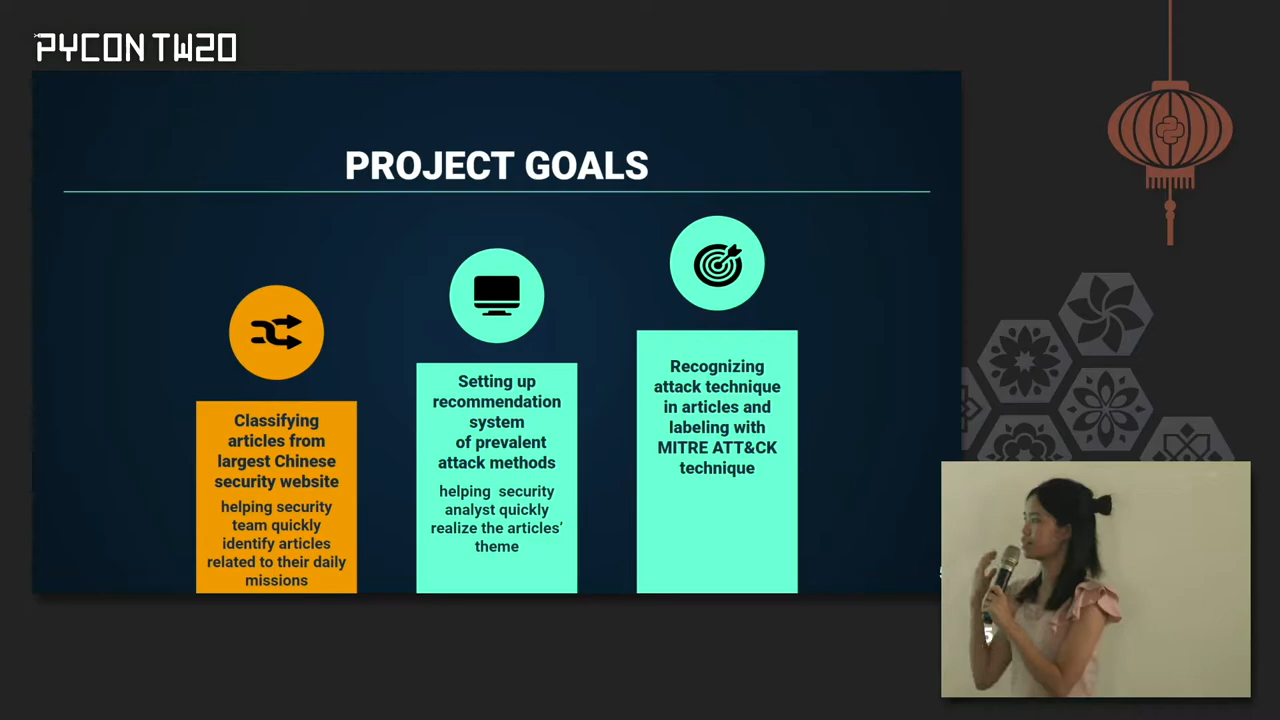 PYCON TW20
PROJECT GOALS
Classifying
articles from
largest Chinese
security website
helping security
team quickly
identify articles
related to their daily
missions
Setting up
recommendation
system
of prevalent
attack methods
helping  security
analyst quickly
realize the articles’
theme
Recognizing
attack technique
in articles and
labeling with
MITRE ATT&CK
technique